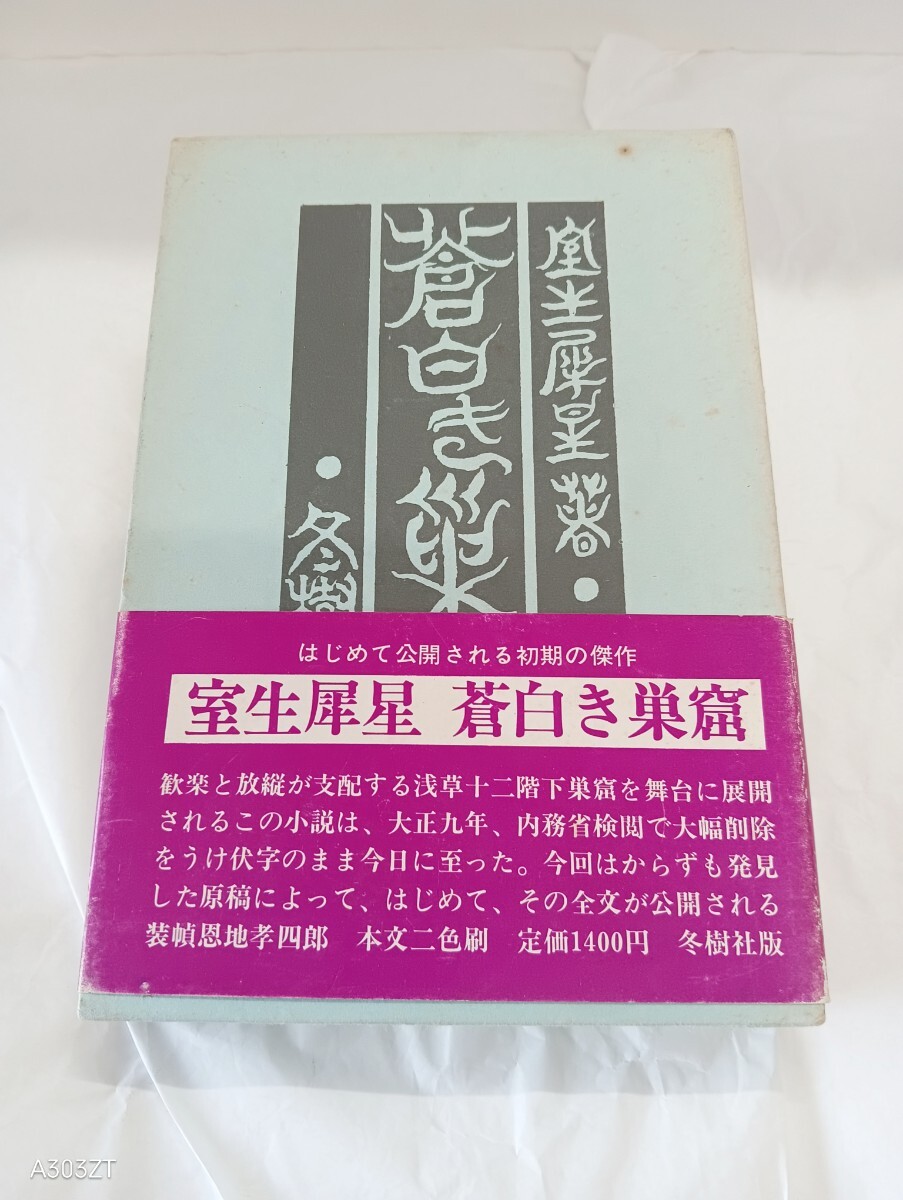 室生犀星著・
蒼白き巣
・冬樹
はじめて公開される初期の傑作
室生犀星 蒼白き巣窟
歓楽と放縦が支配する浅草十二階下巣窟を舞台に展開
されるこの小説は、大正九年、内務省検閲で大幅削除
をうけ伏字のまま今日に至った。今回はからずも発見
した原稿によって、はじめて、その全文が公開される
装幀恩地孝四郎 本文二色刷 定価1400円 冬樹社版
A303ZT